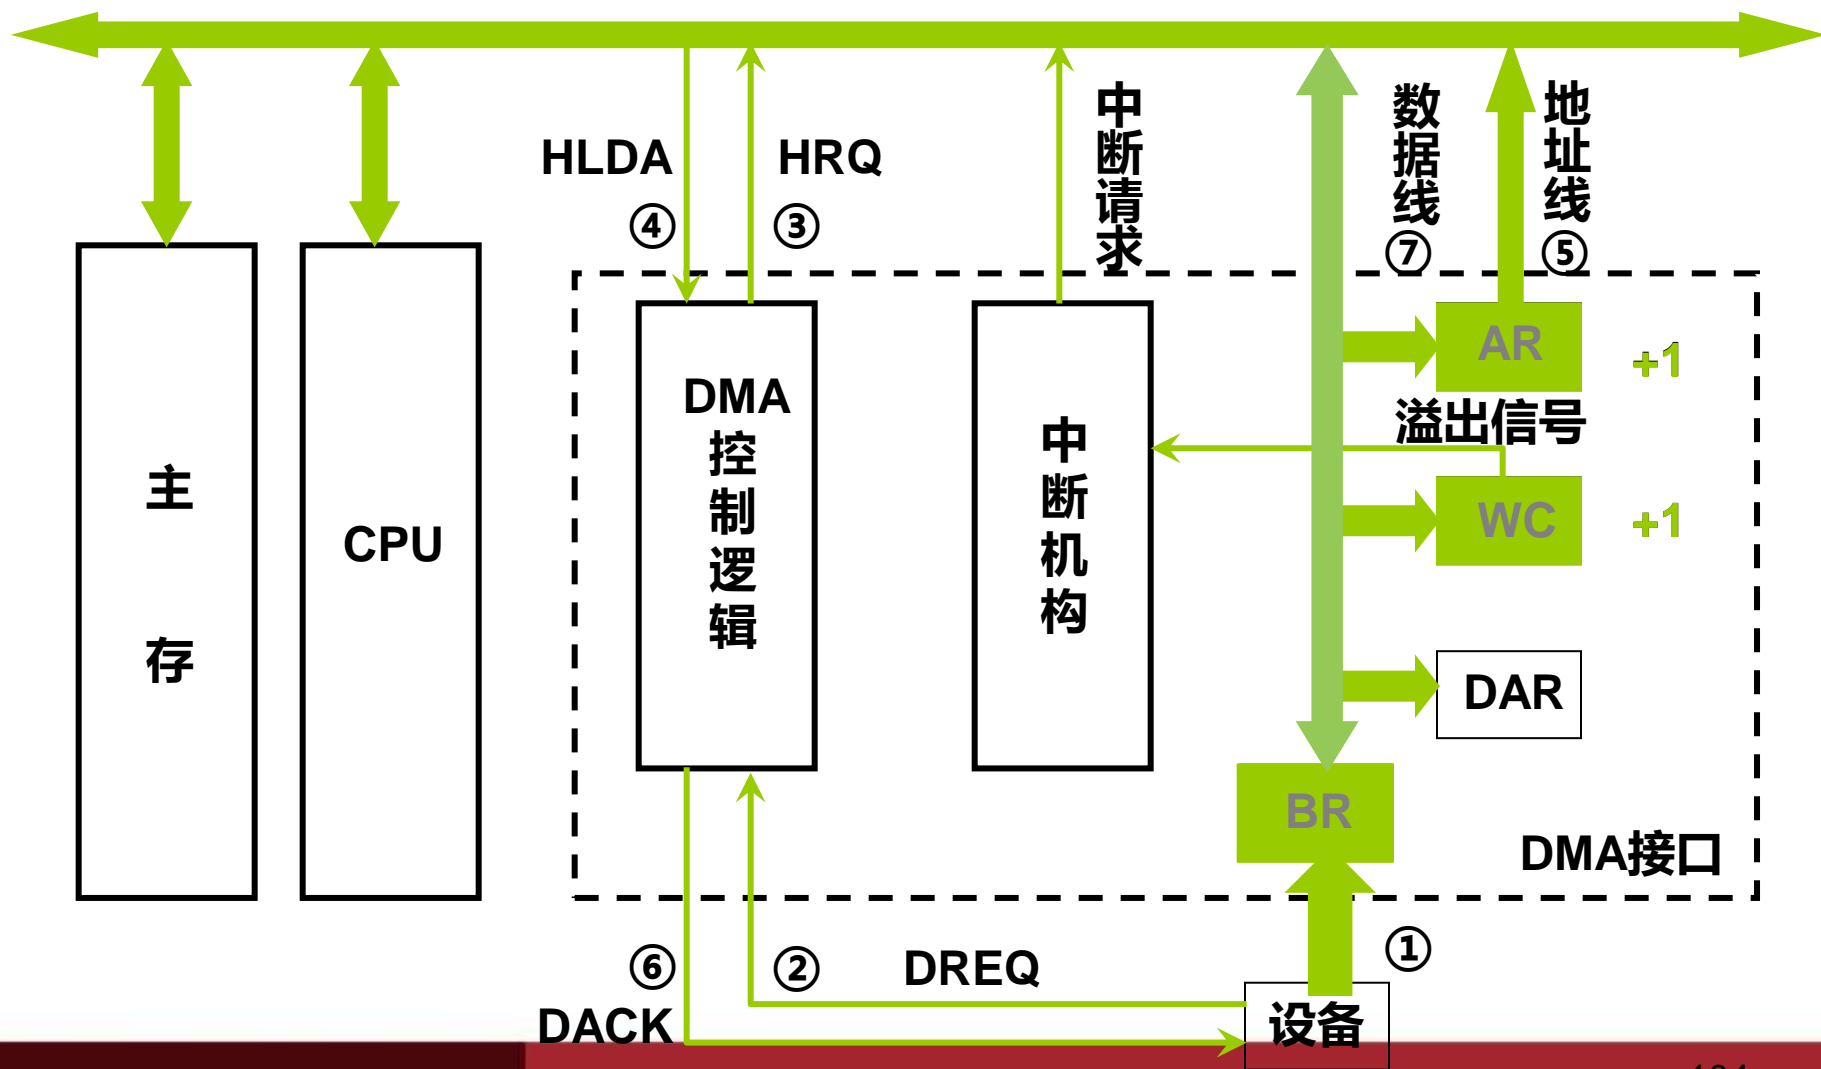 HLDA
④
HRQ
③
中断请求
数据线
⑦
地址线
⑤
主存
CPU
DMA
控制逻辑
中断机构
AR
+1
溢出信号
WC
+1
DAR
BR
DMA接口
⑥
②
DREQ
①
DACK
设备